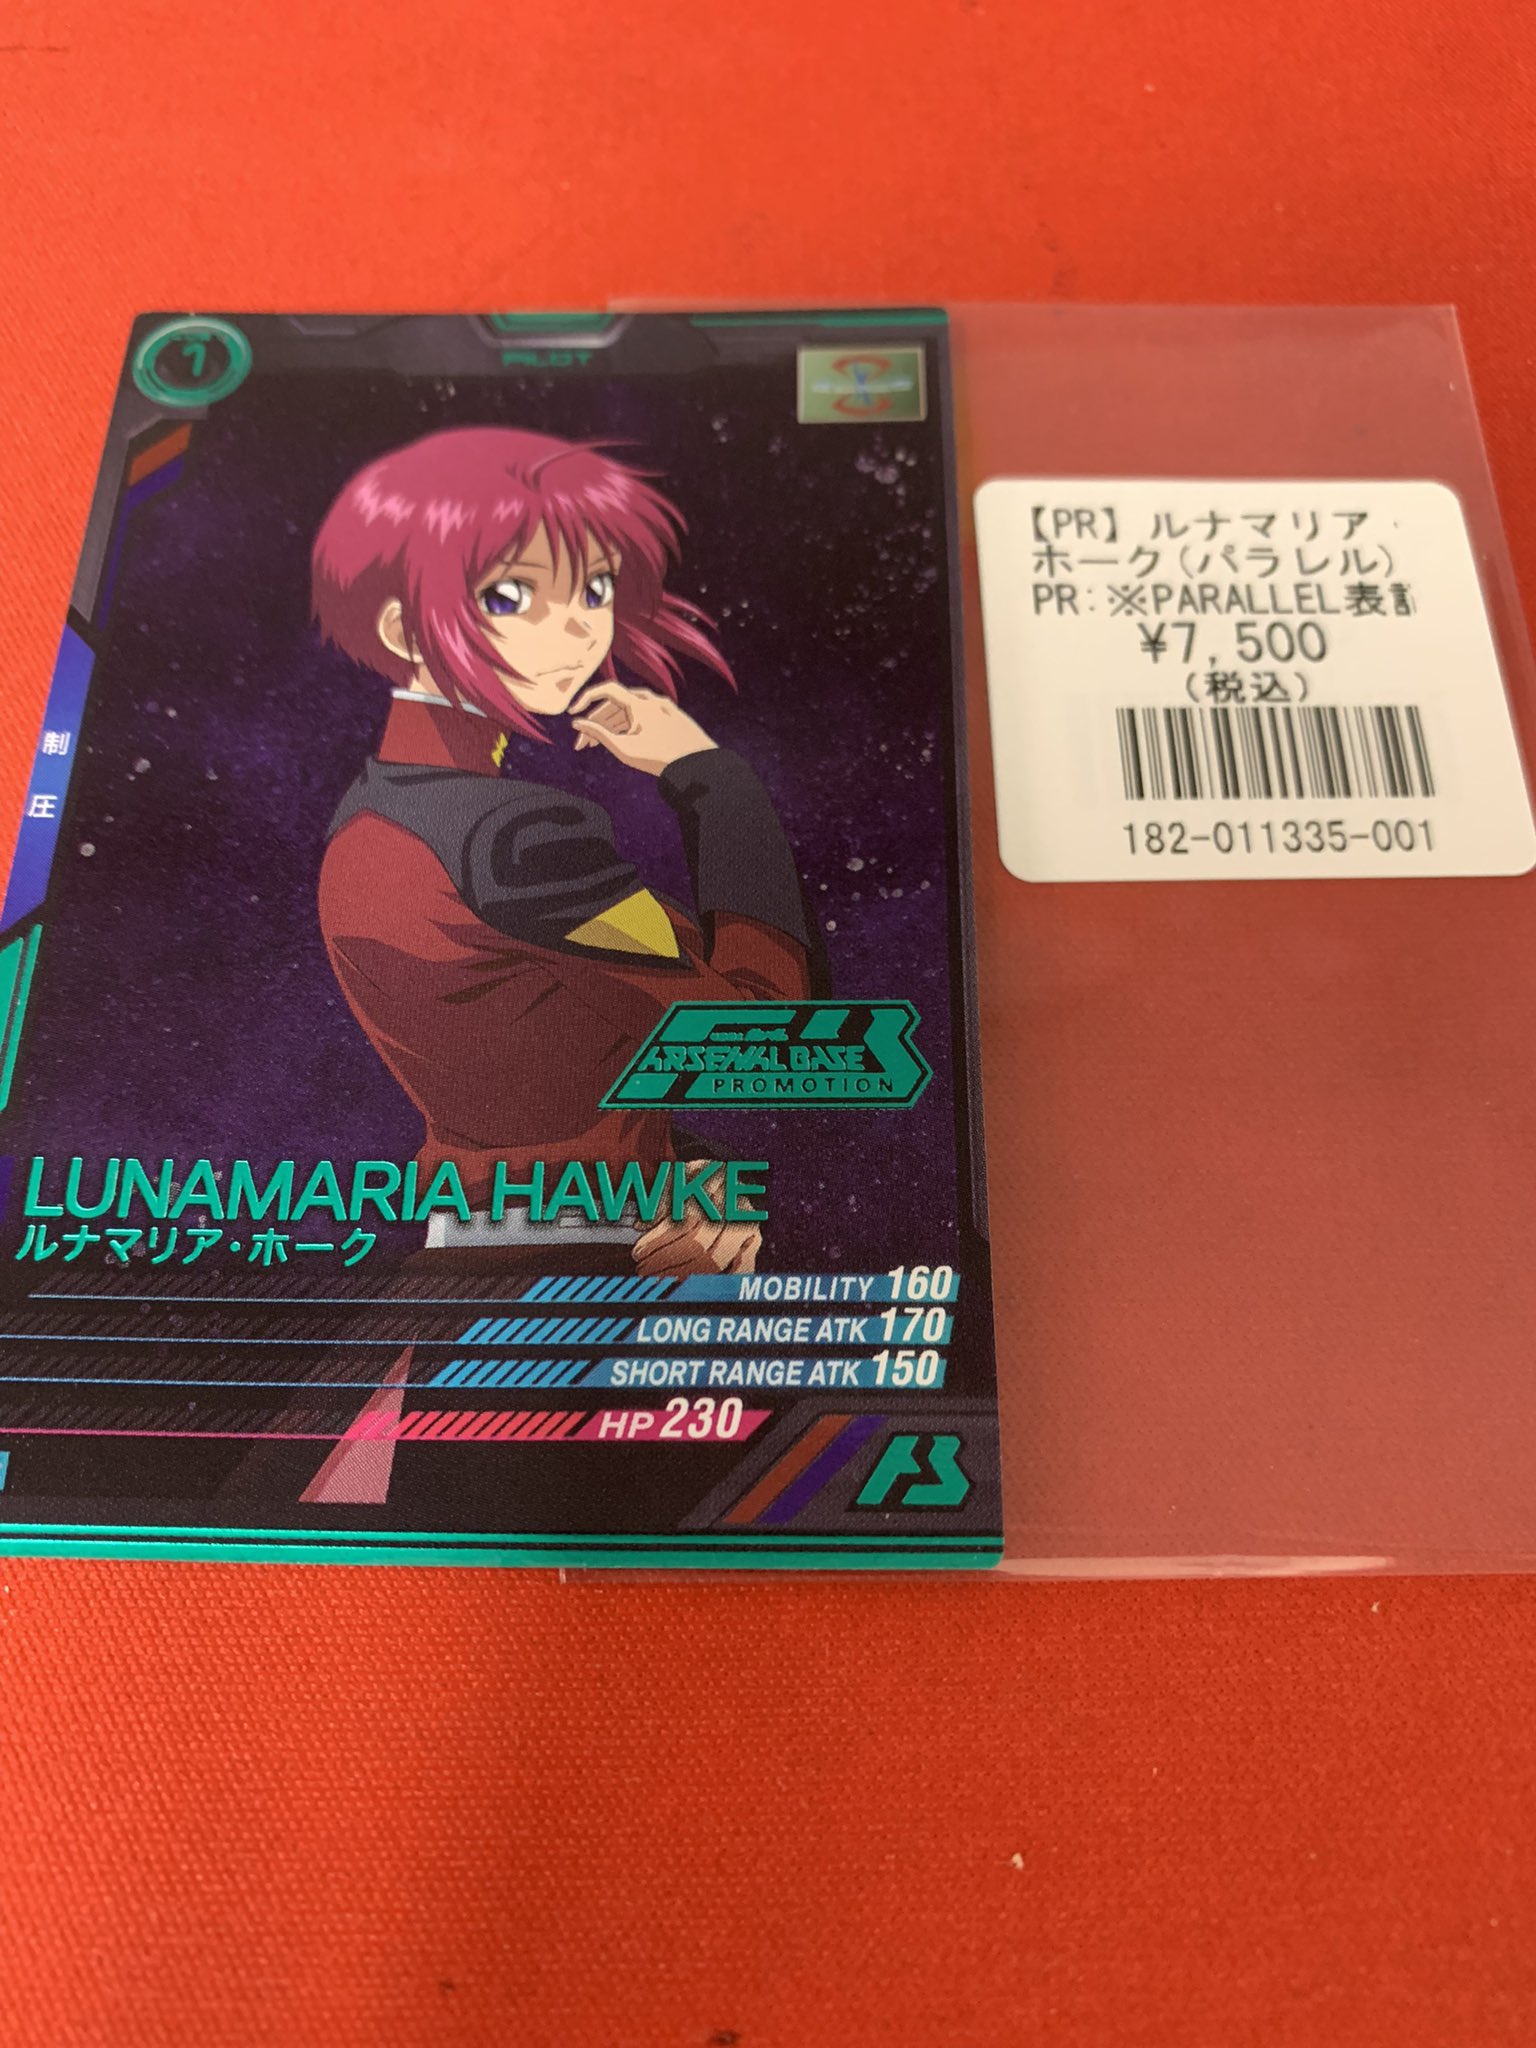 7
PILOT
制圧
ARSENAL BASE
PROMOTION
LUNAMARIA HAWKE
ルナマリア・ホーク
MOBILITY 160
LONG RANGE ATK 170
SHORT RANGE ATK 150
HP 230
【PR】ルナマリア・
ホーク(パラレル)
PR:※PARALLEL表
¥7,500
(税込)
182-011335-001